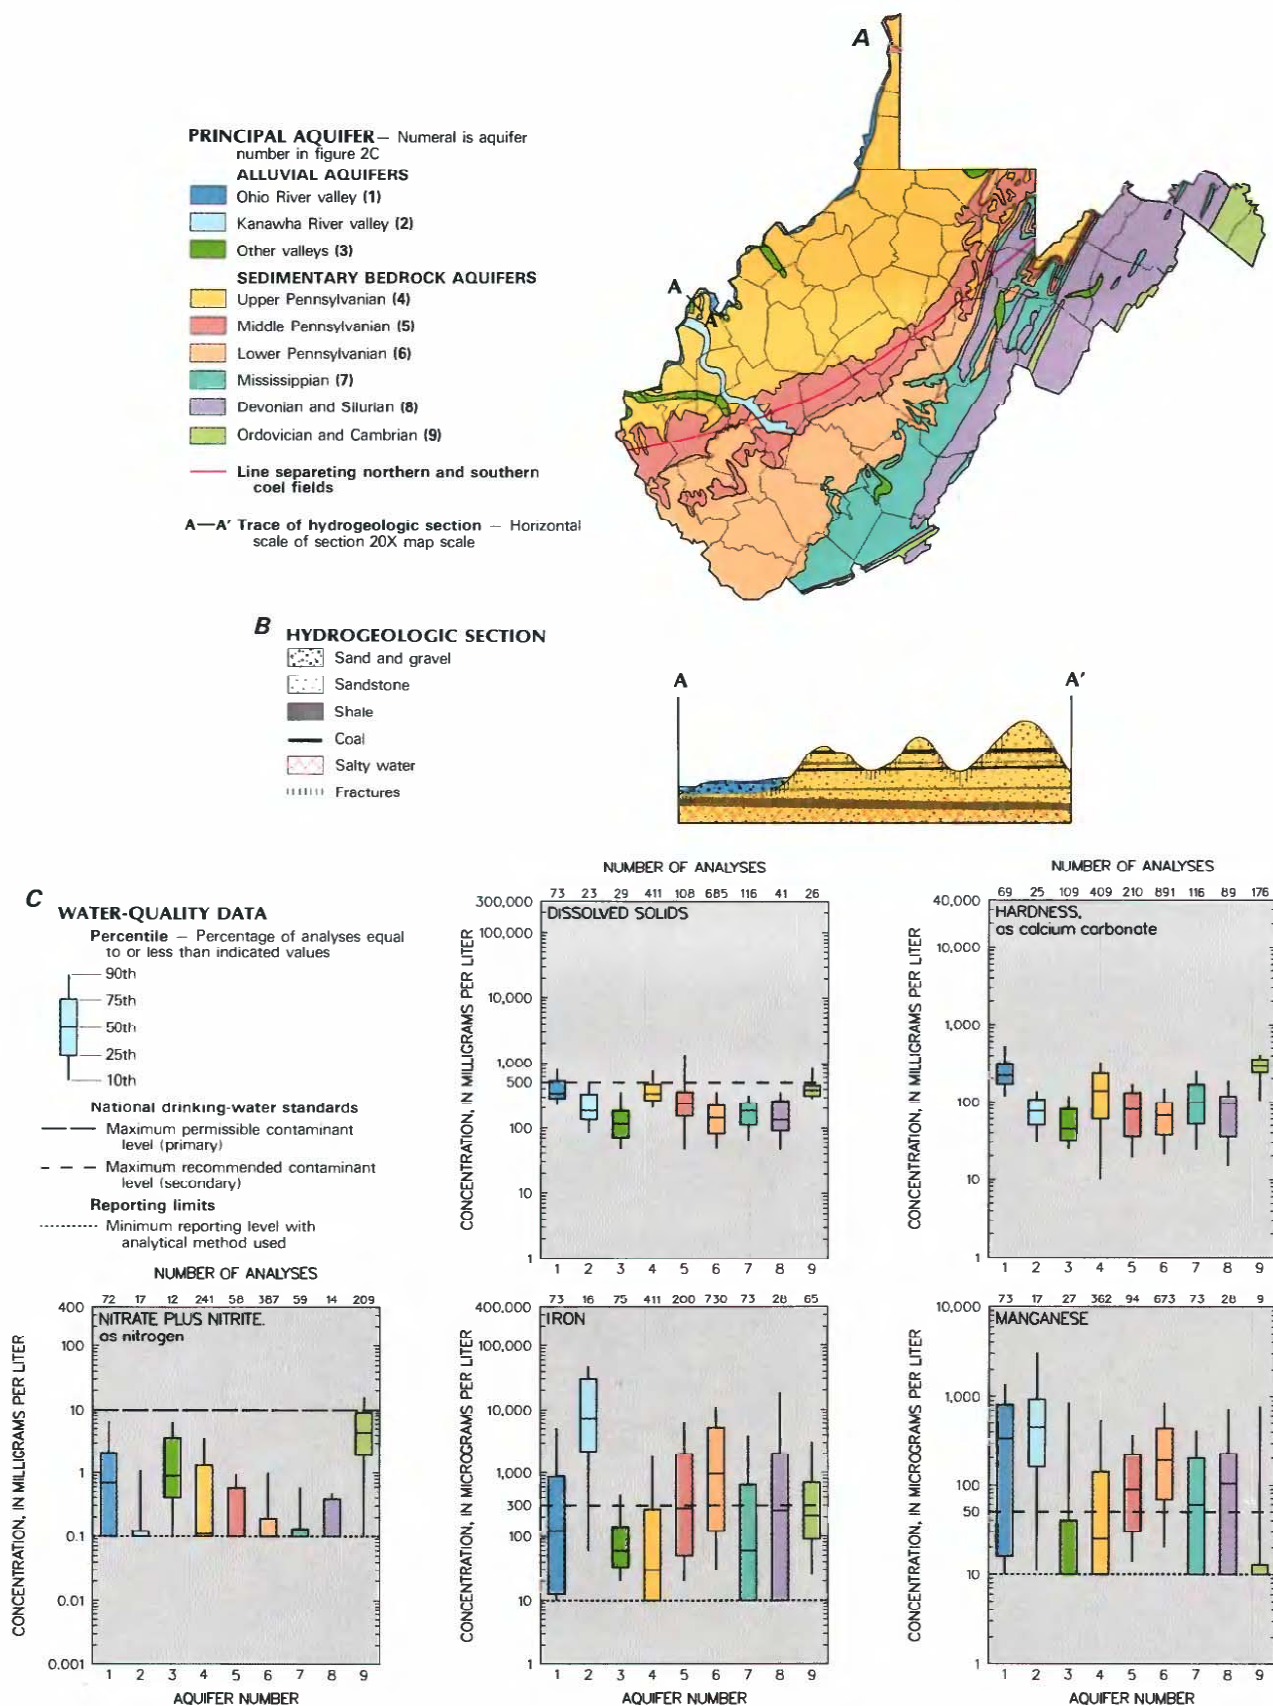 A
PRINCIPAL AQUIFER— Numeral is aquifer
number in figure 2C
ALLUVIAL AQUIFERS
Ohio River valley (1)
Kanawha River valley (2)
Other valleys (3)
SEDIMENTARY BEDROCK AQUIFERS
Upper Pennsylvanian (4)
Middle Pennsylvanian (5)
Lower Pennsylvanian (6)
Mississippian (7)
Devonian and Silurian (8)
Ordovician and Cambrian (9)
Line separeting northern and southern
coel fields
A—A' Trace of hydrogeologic section — Horizontal
scale of section 20X map scale
A
A'
B HYDROGEOLOGIC SECTION
Sand and gravel
Sandstone
Shale
Coal
Salty water
Fractures
A A'
C WATER-QUALITY DATA
Percentile — Percentage of analyses equal
to or less than indicated values
90th
75th
50th
25th
10th
National drinking-water standards
Maximum permissible contaminant
level (primary)
Maximum recommended contaminant
level (secondary)
Reporting limits
Minimum reporting level with
analytical method used
NUMBER OF ANALYSES
73 23 29 411 108 685 116 41 26
DISSOLVED SOLIDS
CONCENTRATION, IN MILLIGRAMS PER LITER
300,000
100,000
10,000
1,000
500
100
10
1
1 2 3 4 5 6 7 8 9
NUMBER OF ANALYSES
69 25 109 409 210 891 116 89 176
HARDNESS,
as calcium carbonate
CONCENTRATION, IN MILLIGRAMS PER LITER
40,000
10,000
1,000
100
10
1
1 2 3 4 5 6 7 8 9
NUMBER OF ANALYSES
72 17 12 241 58 387 59 14 209
NITRATE PLUS NITRITE,
as nitrogen
CONCENTRATION, IN MILLIGRAMS PER LITER
400
100
10
1
0.1
0.01
0.001
1 2 3 4 5 6 7 8 9
AQUIFER NUMBER
73 16 75 411 200 730 73 28 65
IRON
CONCENTRATION, IN MICROGRAMS PER LITER
400,000
100,000
10,000
1,000
300
100
10
1
1 2 3 4 5 6 7 8 9
AQUIFER NUMBER
73 17 27 362 94 673 73 28 9
MANGANESE
CONCENTRATION, IN MICROGRAMS PER LITER
10,000
1,000
100
50
10
1
1 2 3 4 5 6 7 8 9
AQUIFER NUMBER